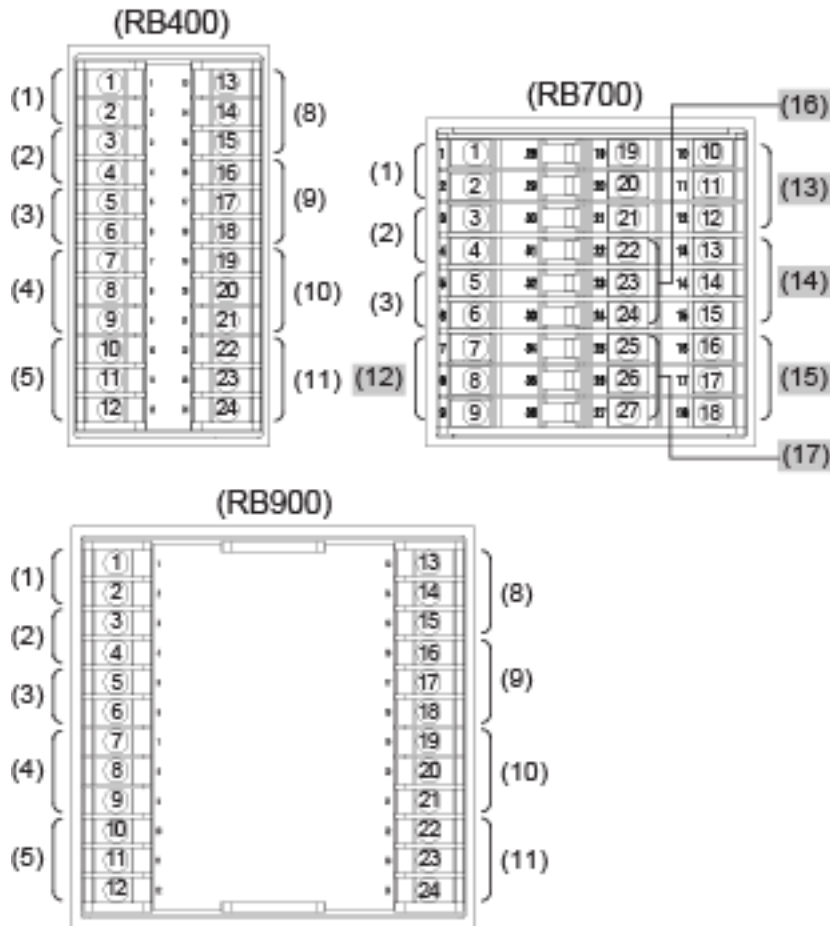 (RB400)
(1) ① ⑬ (8)
② ⑭
(2) ③ ⑮
④ ⑯ (9)
(3) ⑤ ⑰
⑥ ⑱
(4) ⑦ ⑲ (10)
⑧ ⑳
⑨ ㉑
(5) ⑩ ㉒ (11)
⑪ ㉓
⑫ ㉔
(RB700)
(16)
(1) ① ⑲ ⑩ (13)
② ⑳ ⑪
(2) ③ ㉑ ⑫
④ ㉒ ⑬ (14)
(3) ⑤ ㉓ ⑭
⑥ ㉔ ⑮
(12) ⑦ ㉕ ⑯ (15)
⑧ ㉖ ⑰
⑨ ㉗ ⑱
(17)
(RB900)
(1) ① ⑬ (8)
② ⑭
(2) ③ ⑮
④ ⑯ (9)
(3) ⑤ ⑰
⑥ ⑱
(4) ⑦ ⑲ (10)
⑧ ⑳
⑨ ㉑
(5) ⑩ ㉒ (11)
⑪ ㉓
⑫ ㉔